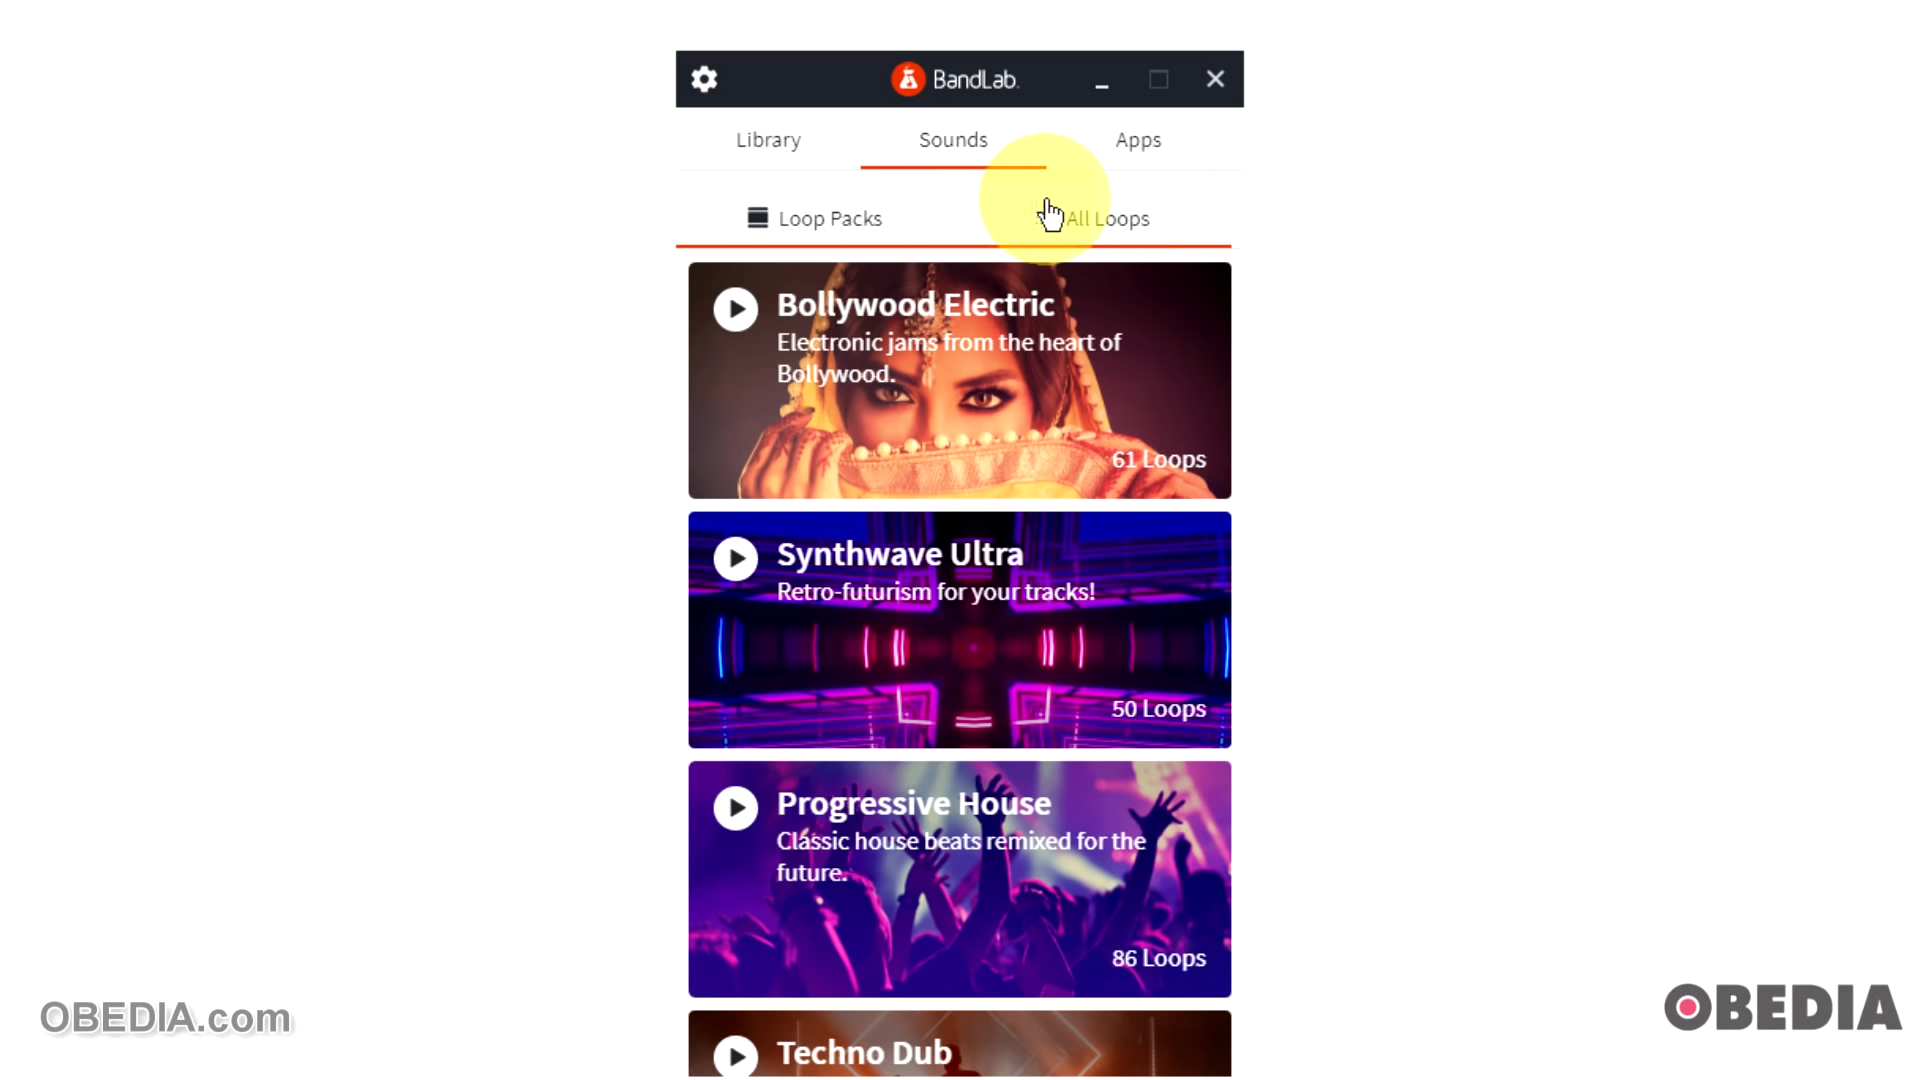 BandLab
Library
Sounds
Apps
Loop Packs
All Loops
Bollywood Electric
Electronic jams from the heart of
Bollywood.
61 Loops
Synthwave Ultra
Retro-futurism for your tracks!
50 Loops
Progressive House
Classic house beats remixed for the
future.
86 Loops
Techno Dub
OBEDIA.com
OBEDIA